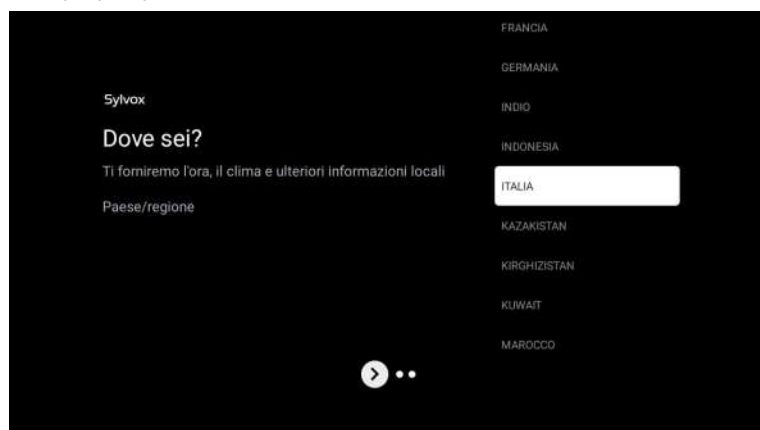 Sylvox
Dove sei?
Ti forniremo l'ora, il clima e ulteriori informazioni locali
Paese/regione
FRANCIA
GERMANIA
INDIO
INDONESIA
ITALIA
KAZAKISTAN
KIRGHIZISTAN
KUWAIT
MAROCCO